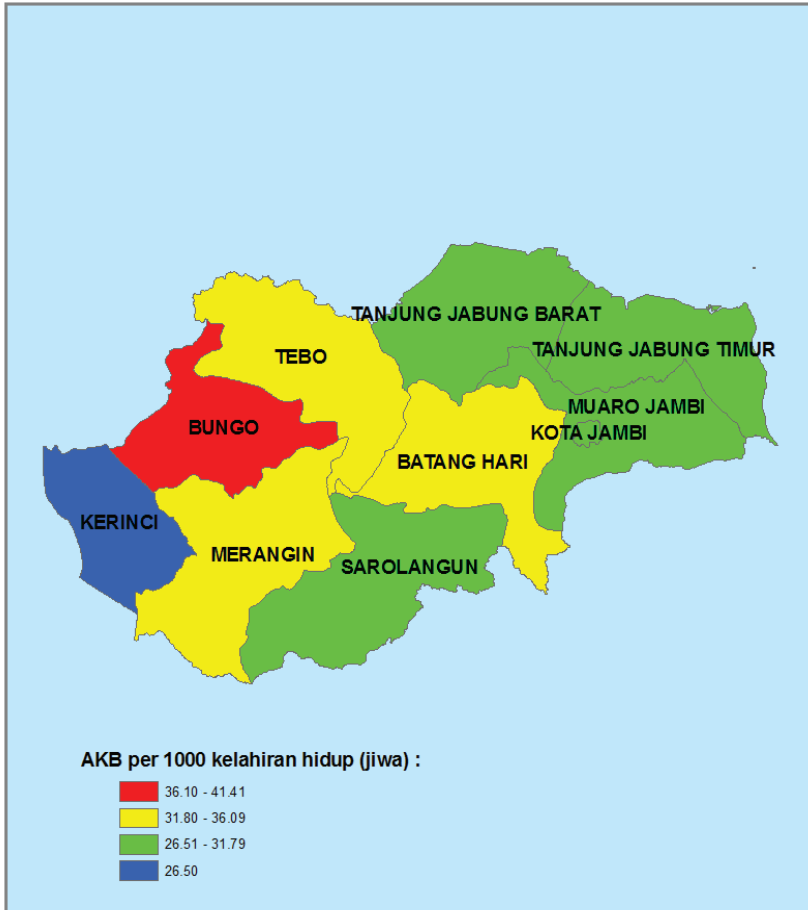 TANJUNG JABUNG BARAT
TANJUNG JABUNG TIMUR
TEBO
MUARO JAMBI
BUNGO
KOTA JAMBI
BATANG HARI
KERINCI
MERANGIN
SAROLANGUN
AKB per 1000 kelahiran hidup (jiwa) :
36.10 - 41.41
31.80 - 36.09
26.51 - 31.79
26.50